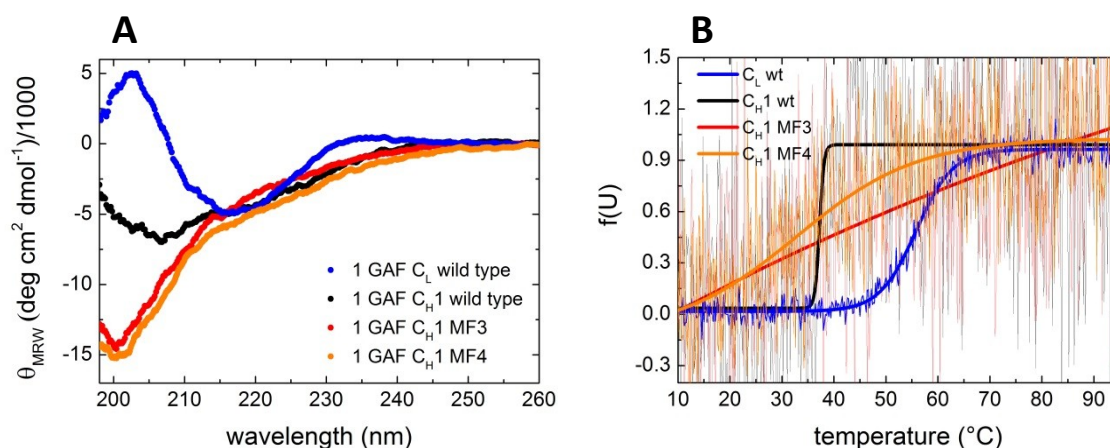 A
θMRW (deg cm² dmol⁻¹)/1000
5
0
-5
-10
-15
1 GAF CL wild type
1 GAF CH1 wild type
1 GAF CH1 MF3
1 GAF CH1 MF4
200 210 220 230 240 250 260
wavelength (nm)
B
f(U)
1.5
1.2
0.9
0.6
0.3
0.0
-0.3
CL wt
CH1 wt
CH1 MF3
CH1 MF4
10 20 30 40 50 60 70 80 90
temperature (°C)